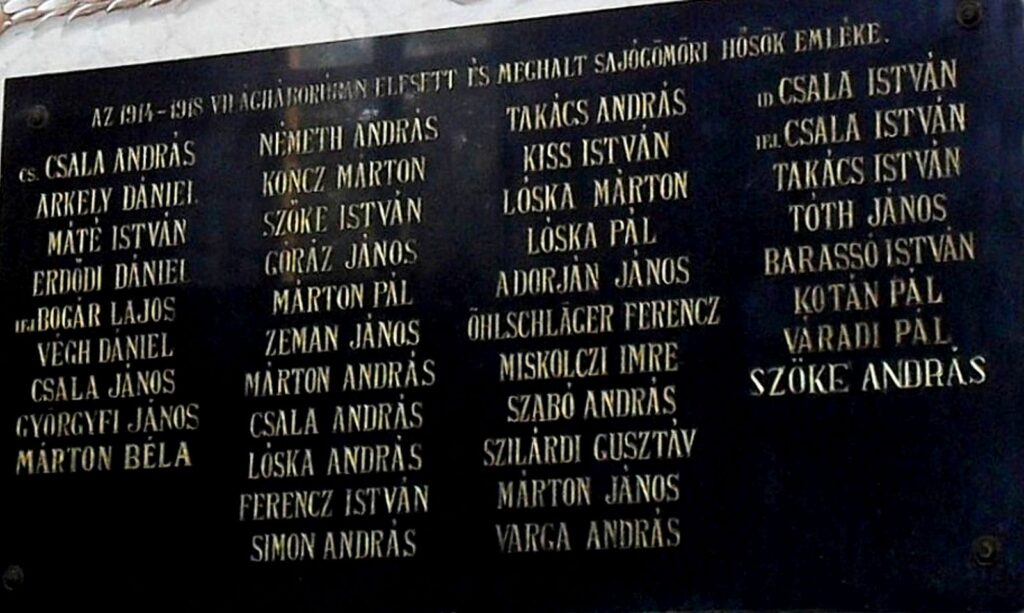 AZ 1914-1918 VILÁGHÁBORÚBAN ELESETT ÉS MEGHALT SAJÓGÖMÖRI HŐSÖK EMLÉKE.
CS. CSALA ANDRÁS
ARKELY DÁNIEL
MÁTÉ ISTVÁN
ERDŐDI DÁNIEL
IFJ BOGÁR LAJOS
VÉGH DÁNIEL
CSALA JÁNOS
GYÖRGYFI JÁNOS
MÁRTON BÉLA
NÉMETH ANDRÁS
KONCZ MÁRTON
SZŐKE ISTVÁN
GÓRÁZ JÁNOS
MÁRTON PÁL
ZEMAN JÁNOS
MÁRTON ANDRÁS
CSALA ANDRÁS
LÓSKA ANDRÁS
FERENCZ ISTVÁN
SIMON ANDRÁS
TAKÁCS ANDRÁS
KISS ISTVÁN
LÓSKA MÁRTON
LÓSKA PÁL
ADORJÁN JÁNOS
ÖHLSCHLÄGER FERENCZ
MISKOLCZI IMRE
SZABÓ ANDRÁS
SZILÁRDI GUSZTÁV
MÁRTON JÁNOS
VARGA ANDRÁS
ID CSALA ISTVÁN
IFJ. CSALA ISTVÁN
TAKÁCS ISTVÁN
TÓTH JÁNOS
BARASSÓ ISTVÁN
KOTÁN PÁL
VÁRADI PÁL
SZŐKE ANDRÁS